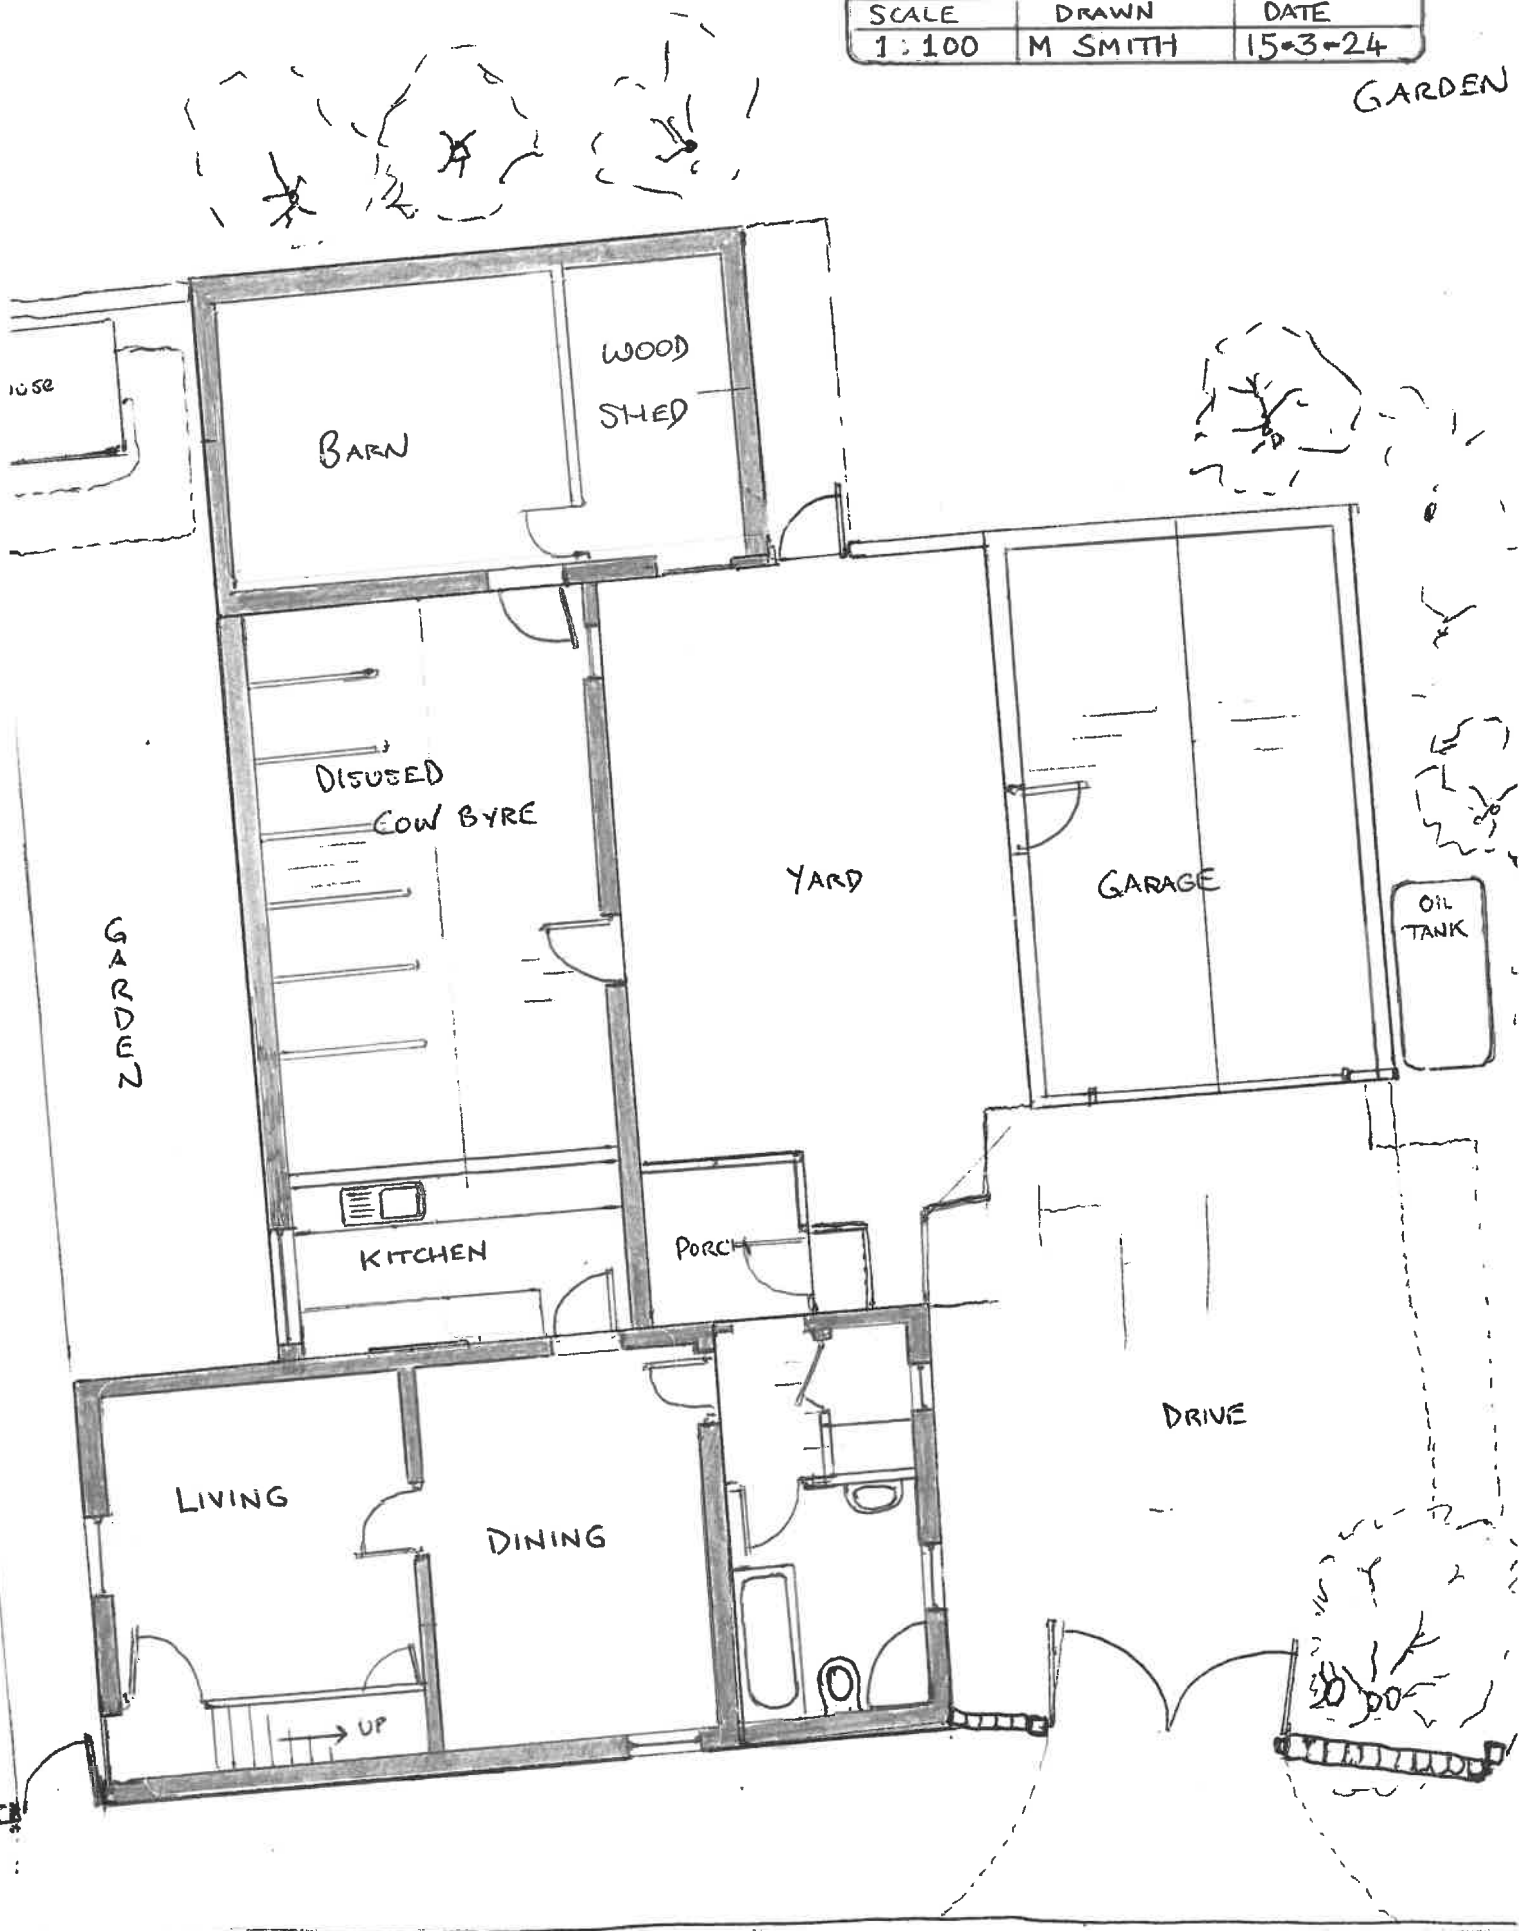 SCALE DRAWN DATE
1:100 M SMITH 15-3-24
GARDEN
WOOD
SHED
BARN
DISUSED
COW BYRE
YARD
GARAGE
OIL
TANK
GARDEN
PORCH
KITCHEN
DRIVE
LIVING
DINING
UP